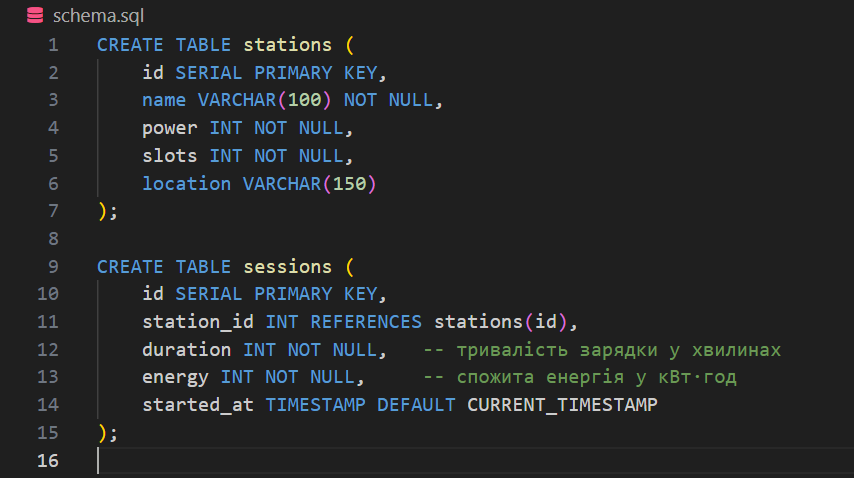 schema.sql
1 CREATE TABLE stations (
2     id SERIAL PRIMARY KEY,
3     name VARCHAR(100) NOT NULL,
4     power INT NOT NULL,
5     slots INT NOT NULL,
6     location VARCHAR(150)
7 );
8
9 CREATE TABLE sessions (
10     id SERIAL PRIMARY KEY,
11     station_id INT REFERENCES stations(id),
12     duration INT NOT NULL,   -- тривалість зарядки у хвилинах
13     energy INT NOT NULL,     -- спожита енергія у кВт·год
14     started_at TIMESTAMP DEFAULT CURRENT_TIMESTAMP
15 );
16